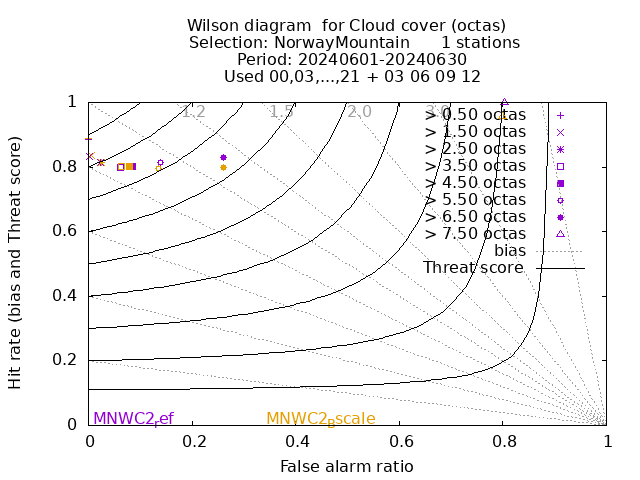 Wilson diagram for Cloud cover (octas)
Selection: NorwayMountain 1 stations
Period: 20240601-20240630
Used 00,03,...,21 + 03 06 09 12
1.2 1.5 2.0 3.0
> 0.50 octas
> 1.50 octas
> 2.50 octas
> 3.50 octas
> 4.50 octas
> 5.50 octas
> 6.50 octas
> 7.50 octas
bias
Threat score
1
0.8
0.6
0.4
0.2
0
Hit rate (bias and Threat score)
MNWC2ref MNWC2Bscale
0 0.2 0.4 0.6 0.8 1
False alarm ratio